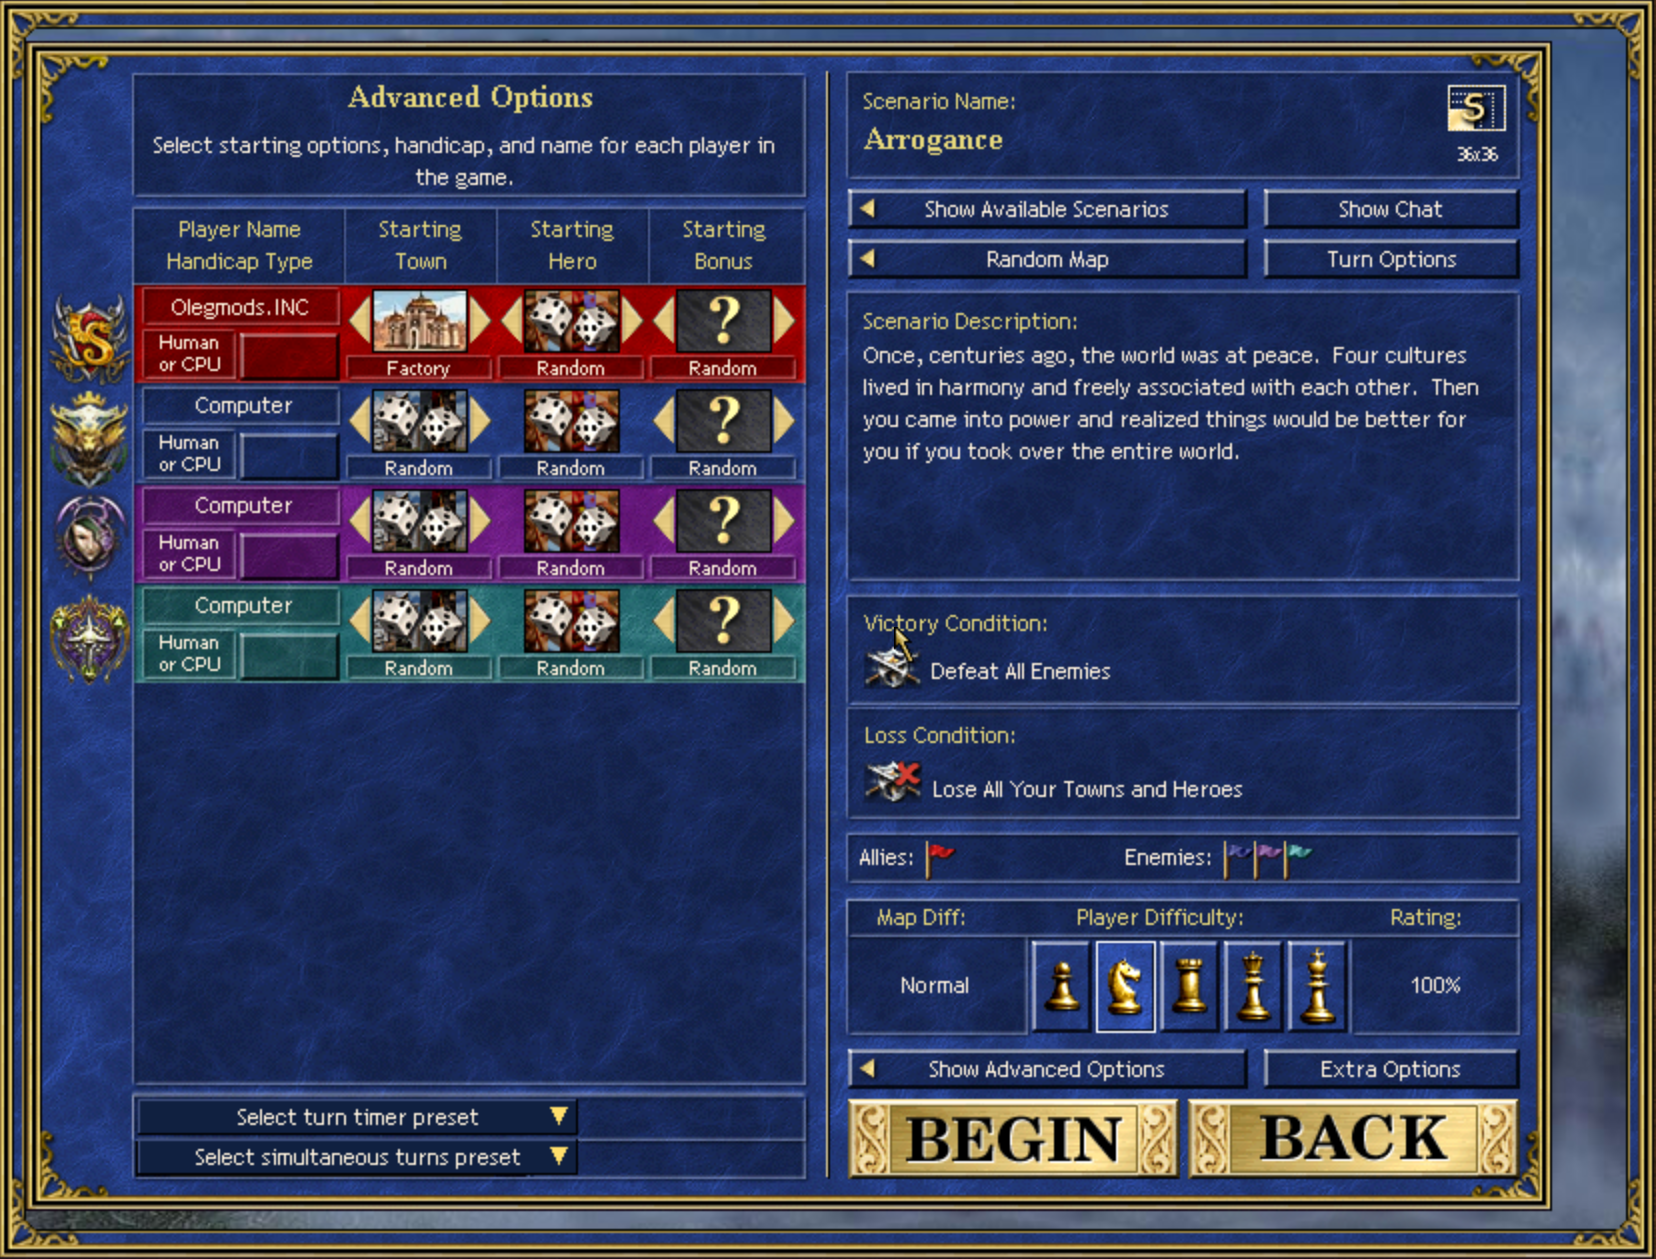 Advanced Options
Select starting options, handicap, and name for each player in
the game.
Player Name
Handicap Type
Starting
Town
Starting
Hero
Starting
Bonus
Olegmods.INC
Human
or CPU
Factory
Random
Random
Computer
Human
or CPU
Random
Random
Random
Computer
Human
or CPU
Random
Random
Random
Computer
Human
or CPU
Random
Random
Random
Select turn timer preset
Select simultaneous turns preset
Scenario Name:
Arrogance
S
36x36
Show Available Scenarios
Show Chat
Random Map
Turn Options
Scenario Description:
Once, centuries ago, the world was at peace. Four cultures
lived in harmony and freely associated with each other. Then
you came into power and realized things would be better for
you if you took over the entire world.
Victory Condition:
Defeat All Enemies
Loss Condition:
Lose All Your Towns and Heroes
Allies:
Enemies:
Map Diff:
Player Difficulty:
Rating:
Normal
100%
Show Advanced Options
Extra Options
BEGIN
BACK